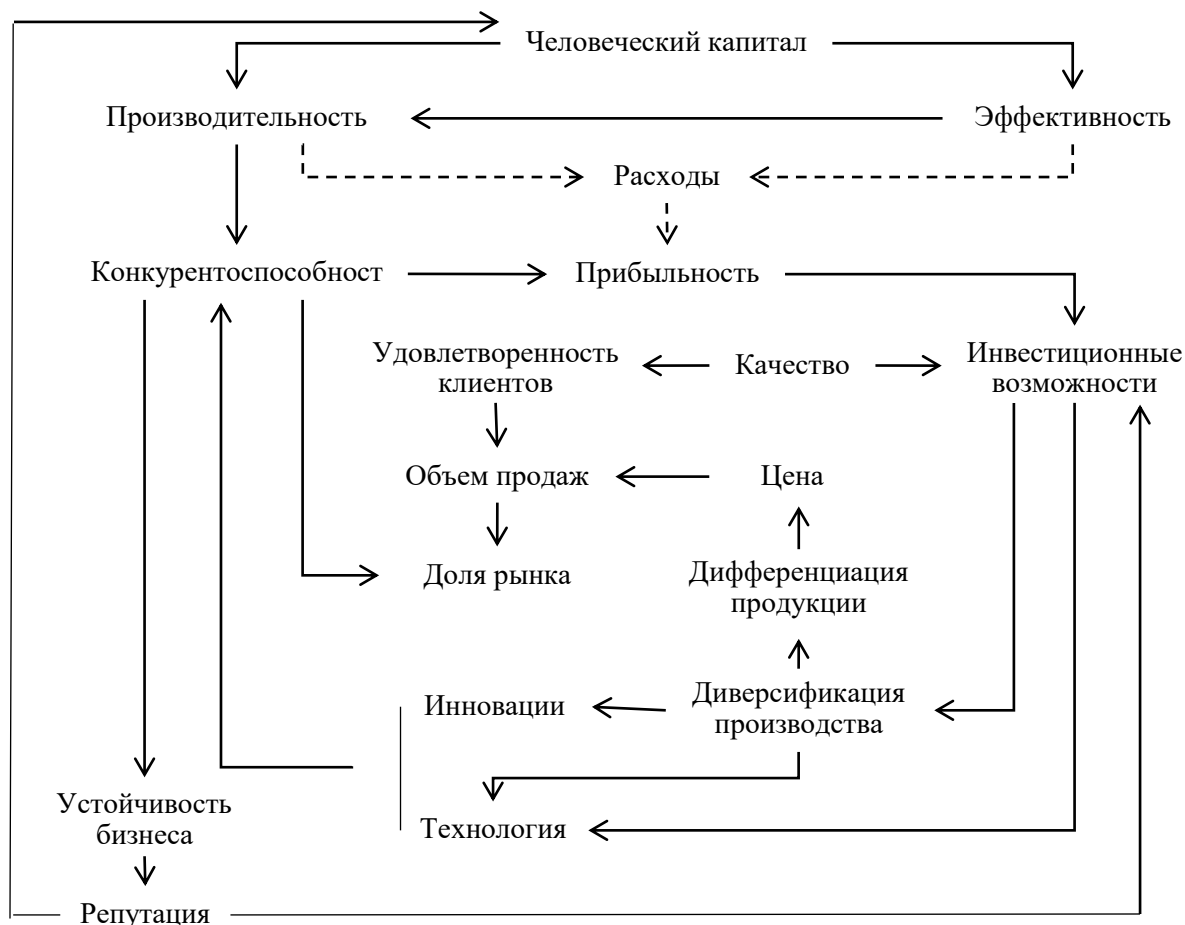 Человеческий капитал
Производительность
Эффективность
Расходы
Конкурентоспособност
Прибыльность
Удовлетворенность
клиентов
Качество
Инвестиционные
возможности
Объем продаж
Цена
Доля рынка
Дифференциация
продукции
Инновации
Диверсификация
производства
Устойчивость
бизнеса
Технология
Репутация